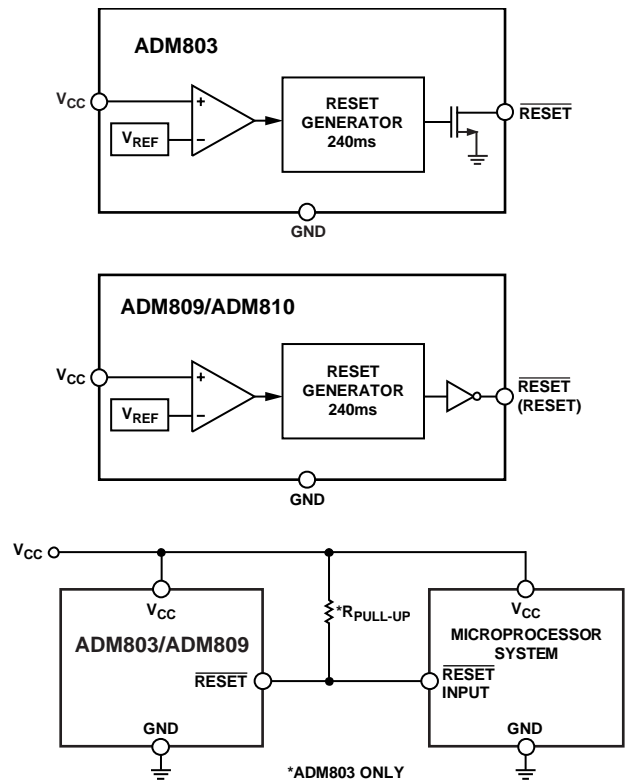 ADM803
VCC
+
VREF
–
RESET
GENERATOR
240ms
RESET
GND
ADM809/ADM810
VCC
+
VREF
–
RESET
GENERATOR
240ms
RESET
(RESET)
GND
VCC
VCC
ADM803/ADM809
RESET
GND
*RPULL-UP
VCC
MICROPROCESSOR
SYSTEM
RESET
INPUT
GND
*ADM803 ONLY